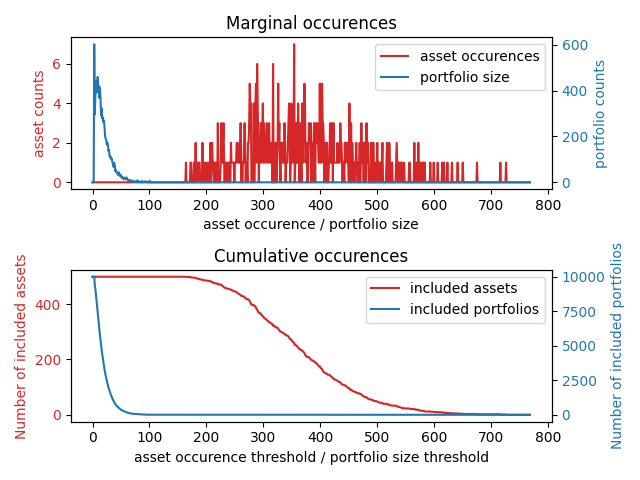 Marginal occurences
asset counts
6
4
2
0
asset occurences
portfolio size
600
400
200
0
portfolio counts
0 100 200 300 400 500 600 700 800
asset occurence / portfolio size
Cumulative occurences
Number of included assets
400
200
0
included assets
included portfolios
10000
7500
5000
2500
0
Number of included portfolios
0 100 200 300 400 500 600 700 800
asset occurence threshold / portfolio size threshold